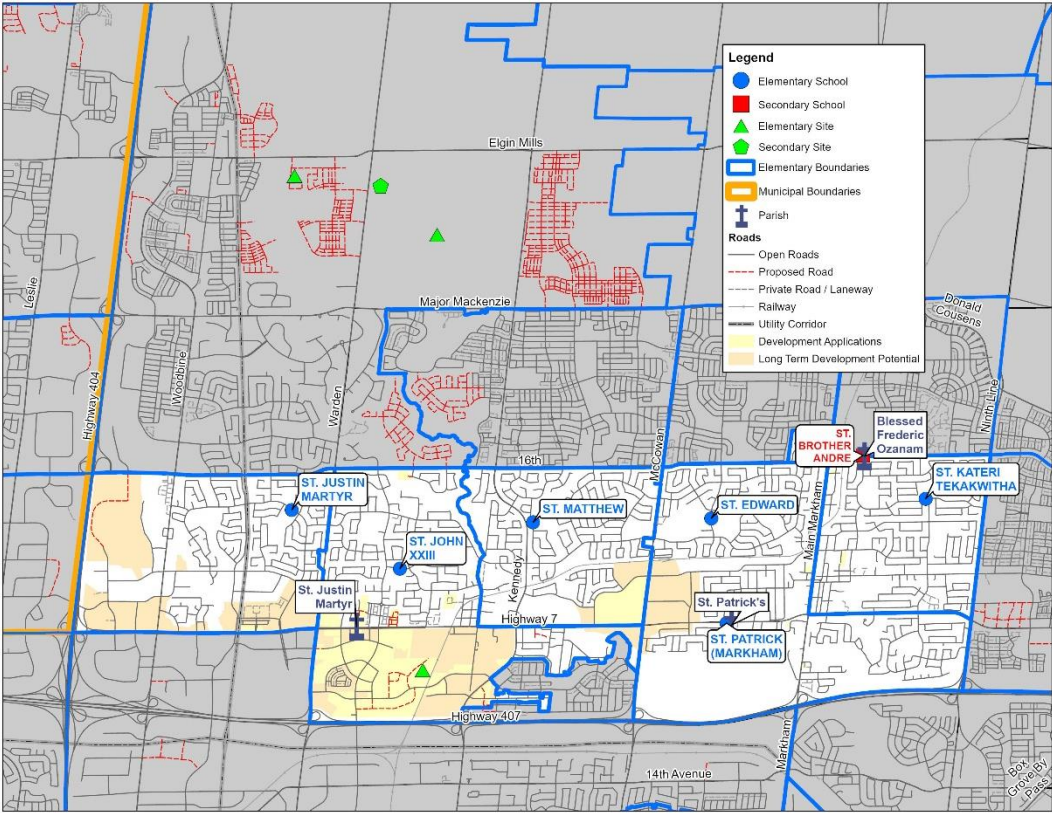 Legend
Elementary School
Secondary School
Elementary Site
Secondary Site
Elementary Boundaries
Municipal Boundaries
Parish
Roads
Open Roads
Proposed Road
Private Road / Laneway
Railway
Utility Corridor
Development Applications
Long Term Development Potential
Elgin Mills
Leslie
Major Mackenzie
Donald
Cousens
Woodbine
Warden
Highway 404
McCowan
Ninth Line
16th
ST.
BROTHER
ANDRE
Blessed
Frederic
Ozanam
ST. JUSTIN
MARTYR
ST. MATTHEW
ST. EDWARD
ST. KATERI
TEKAKWITHA
Main Markham
ST. JOHN
XXIII
Kennedy
St. Justin
Martyr
St. Patrick's
Highway 7
ST. PATRICK
(MARKHAM)
Highway 407
Markham
14th Avenue
Box
Grove By
Pass